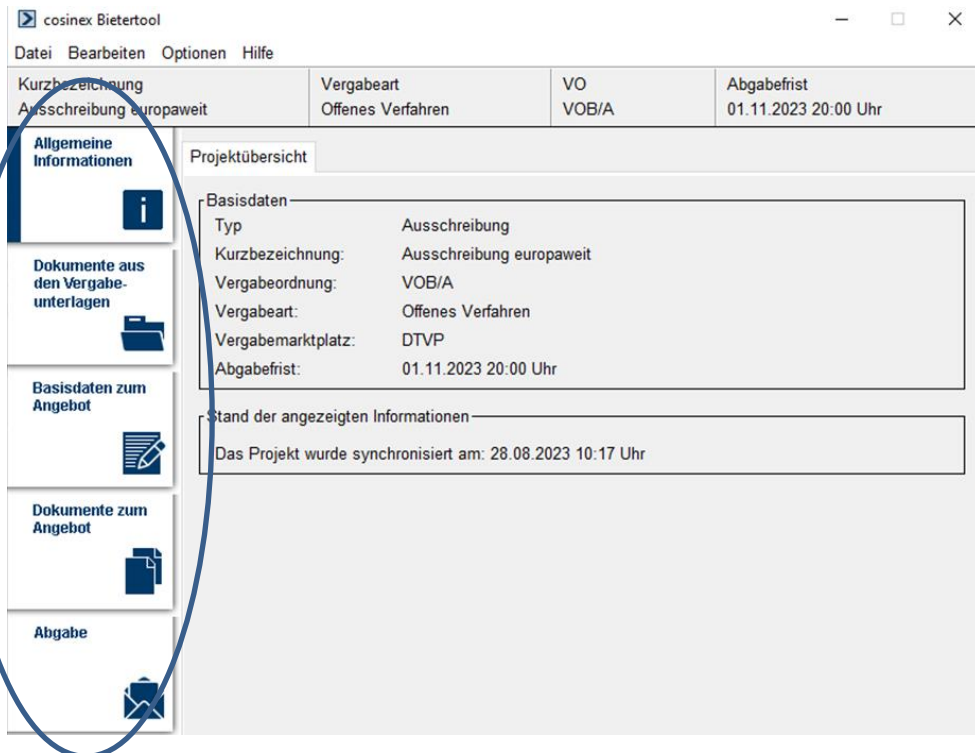 cosinex Bietertool
Datei Bearbeiten Optionen Hilfe
Kurzbezeichnung Vergabeart VO Abgabefrist
Ausschreibung europaweit Offenes Verfahren VOB/A 01.11.2023 20:00 Uhr
Allgemeine
Informationen
i
Dokumente aus
den Vergabe-
unterlagen
Basisdaten zum
Angebot
Dokumente zum
Angebot
Abgabe
Projektübersicht
Basisdaten
Typ Ausschreibung
Kurzbezeichnung: Ausschreibung europaweit
Vergabeordnung: VOB/A
Vergabeart: Offenes Verfahren
Vergabemarktplatz: DTVP
Abgabefrist: 01.11.2023 20:00 Uhr
Stand der angezeigten Informationen
Das Projekt wurde synchronisiert am: 28.08.2023 10:17 Uhr